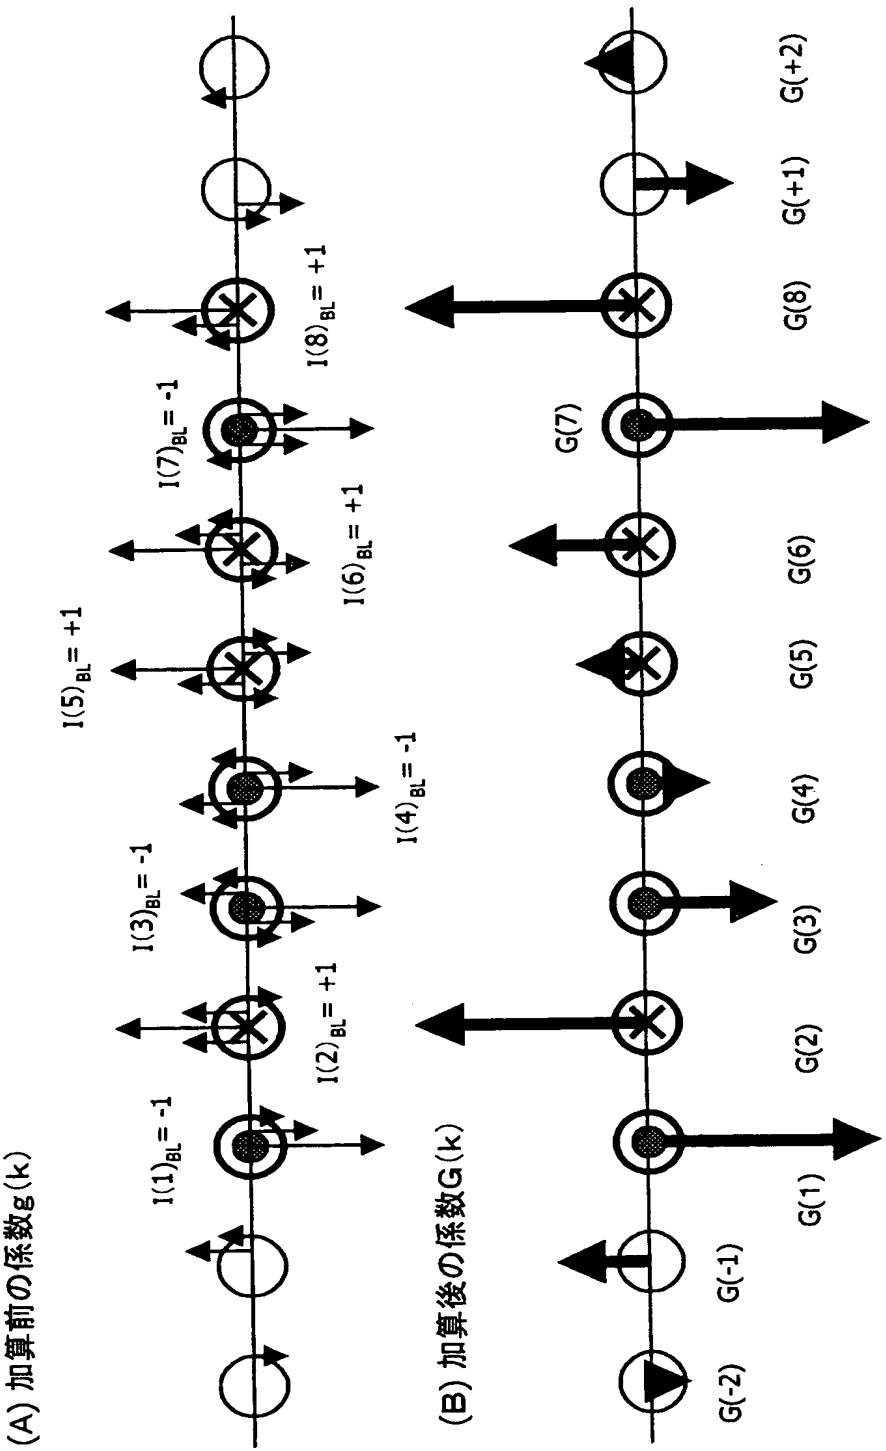 (A) 加算前の係数g(k)
I(1)BL= -1
I(2)BL= +1
I(3)BL= -1
I(4)BL= -1
I(5)BL= +1
I(6)BL= +1
I(7)BL= -1
I(8)BL= +1
(B) 加算後の係数G(k)
G(-2)
G(-1)
G(1)
G(2)
G(3)
G(4)
G(5)
G(6)
G(7)
G(8)
G(+1)
G(+2)